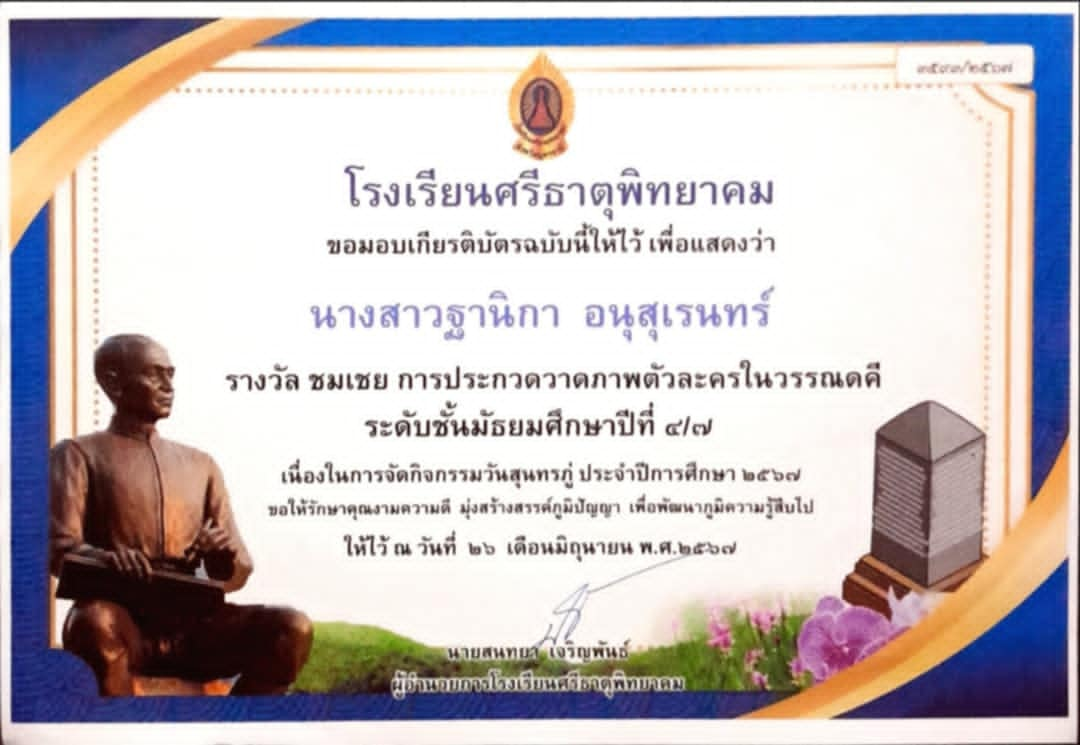 ๓๕๙๓/๒๕๖๗
โรงเรียนศรีธาตุพิทยาคม
ขอมอบเกียรติบัตรฉบับนี้ให้ไว้ เพื่อแสดงว่า
นางสาวฐานิกา อนุสุเรนทร์
รางวัล ชมเชย การประกวดวาดภาพตัวละครในวรรณดคี
ระดับชั้นมัธยมศึกษาปีที่ ๔/๗
เนื่องในการจัดกิจกรรมวันสุนทรภู่ ประจำปีการศึกษา ๒๕๖๗
ขอให้รักษาคุณงามความดี มุ่งสร้างสรรค์ภูมิปัญญา เพื่อพัฒนาภูมิความรู้สืบไป
ให้ไว้ ณ วันที่ ๒๖ เดือนมิถุนายน พ.ศ.๒๕๖๗
นายสนทยา เจริญพันธ์
ผู้อำนวยการโรงเรียนศรีธาตุพิทยาคม